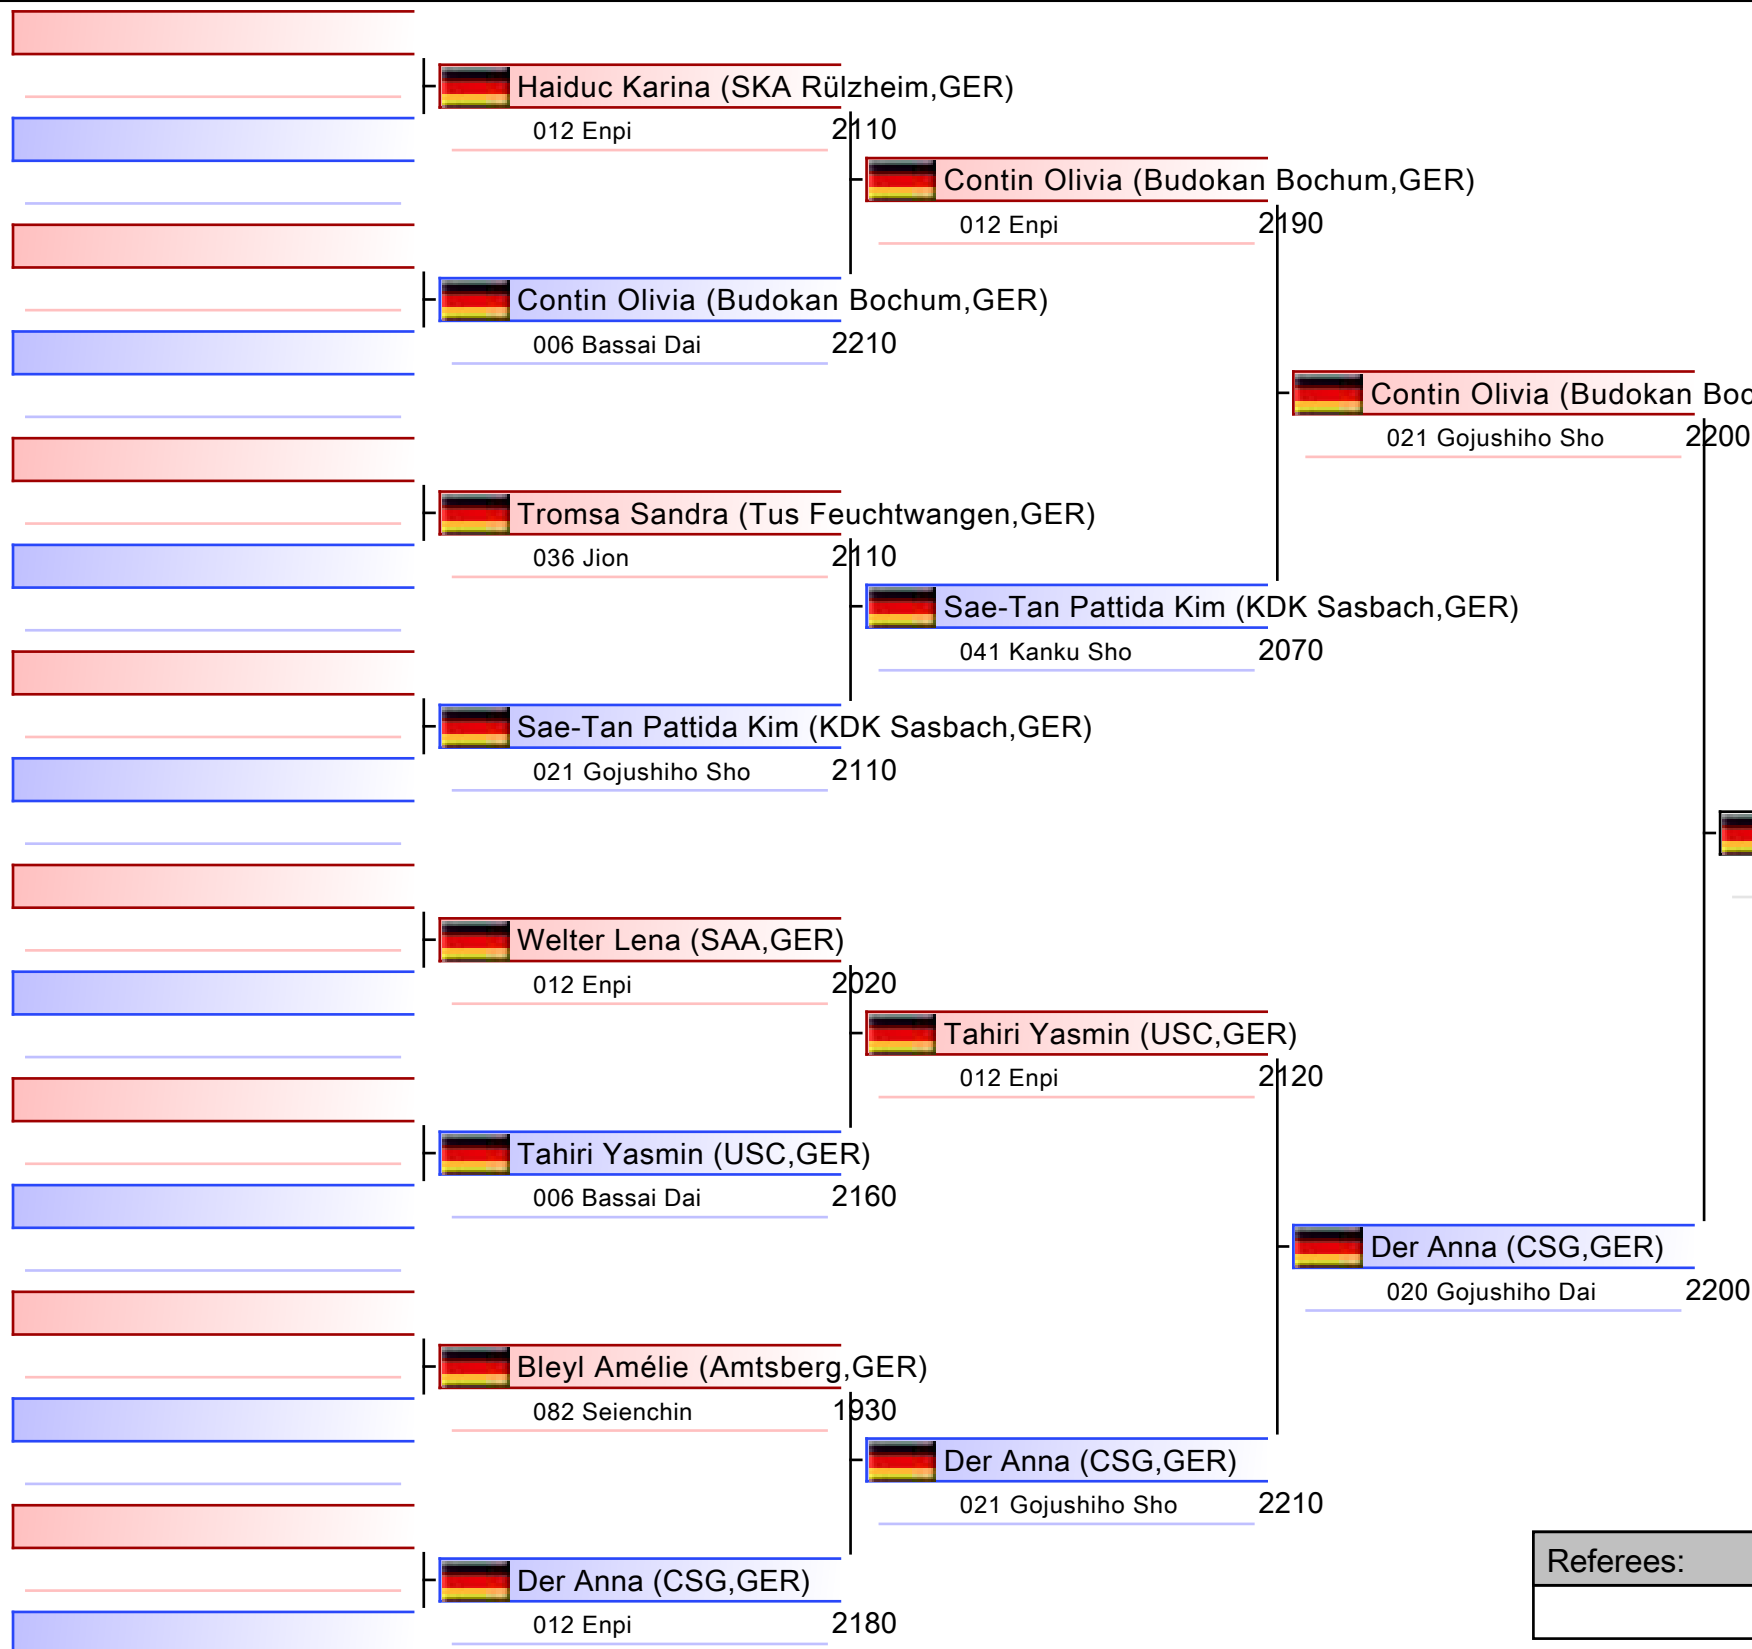 Haiduc Karina (SKA Rülzheim,GER)
012 Enpi 2110
Contin Olivia (Budokan Bochum,GER)
012 Enpi 2190
Contin Olivia (Budokan Bochum,GER)
006 Bassai Dai 2210
Contin Olivia (Budokan Boc
021 Gojushiho Sho 2200
Tromsa Sandra (Tus Feuchtwangen,GER)
036 Jion 2110
Sae-Tan Pattida Kim (KDK Sasbach,GER)
041 Kanku Sho 2070
Sae-Tan Pattida Kim (KDK Sasbach,GER)
021 Gojushiho Sho 2110
Welter Lena (SAA,GER)
012 Enpi 2020
Tahiri Yasmin (USC,GER)
012 Enpi 2120
Tahiri Yasmin (USC,GER)
006 Bassai Dai 2160
Der Anna (CSG,GER)
020 Gojushiho Dai 2200
Bleyl Amélie (Amtsberg,GER)
082 Seienchin 1930
Der Anna (CSG,GER)
021 Gojushiho Sho 2210
Referees:
Der Anna (CSG,GER)
012 Enpi 2180